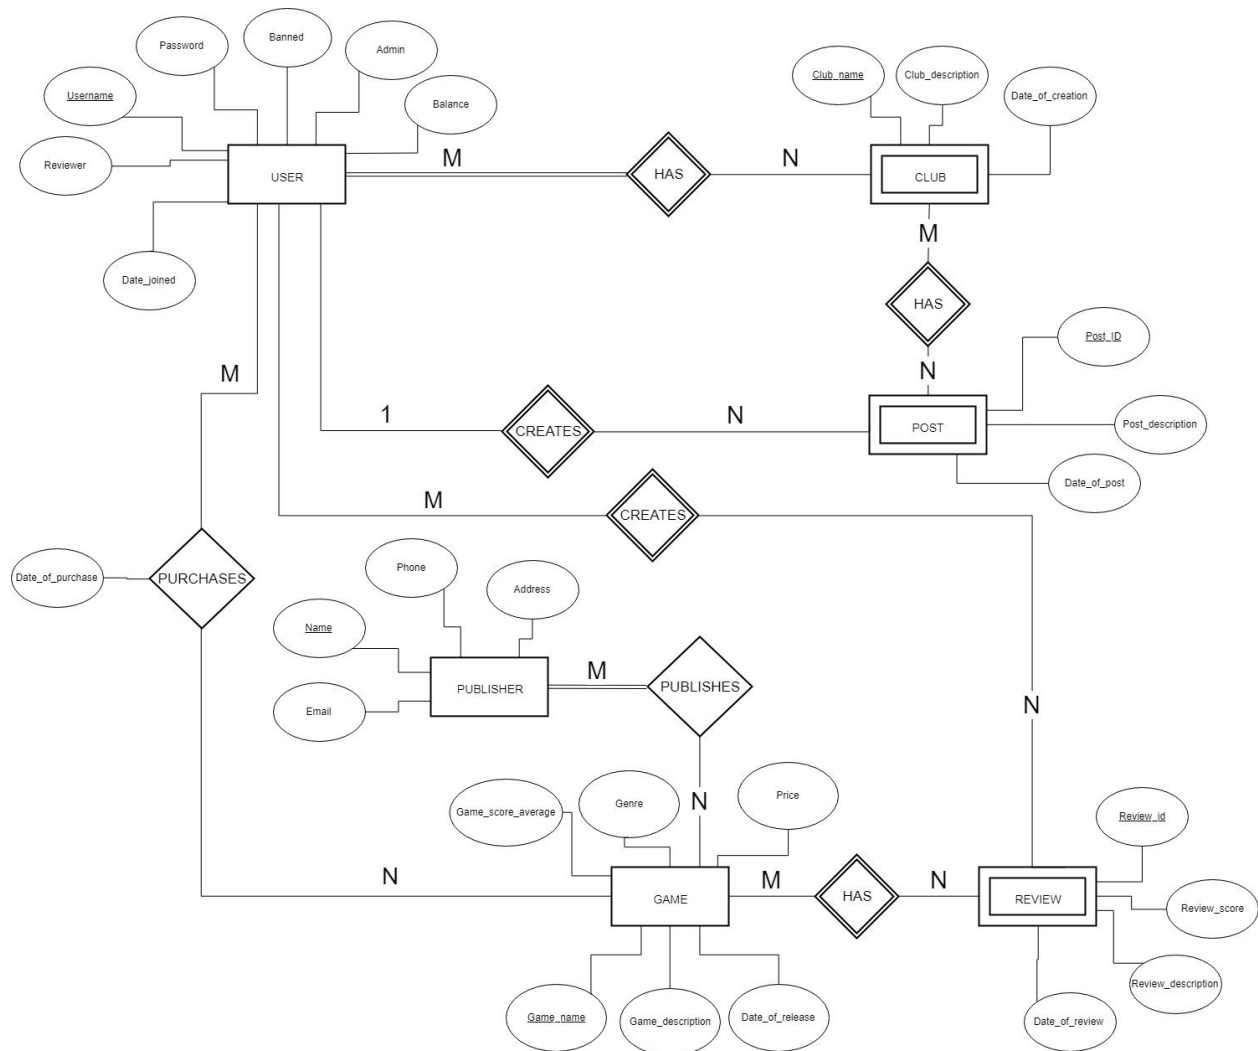 Password
Banned
Admin
Username
Balance
Reviewer
USER
Date_joined
M
HAS
N
Club_name
Club_description
Date_of_creation
CLUB
M
HAS
N
Post_ID
POST
Post_description
Date_of_post
1
CREATES
N
M
CREATES
N
M
Date_of_purchase
PURCHASES
N
Phone
Address
Name
Email
PUBLISHER
M
PUBLISHES
N
Game_score_average
Genre
Price
GAME
Game_name
Game_description
Date_of_release
M
HAS
N
REVIEW
Review_id
Review_score
Review_description
Date_of_review